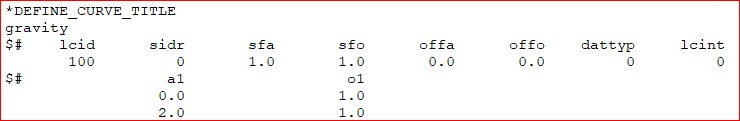 *DEFINE_CURVE_TITLE
gravity
$#    lcid      sidr       sfa       sfo      offa      offo    dattyp     lcint
       100         0       1.0       1.0       0.0       0.0         0         0
$#                a1                  o1
                 0.0                 1.0
                 2.0                 1.0